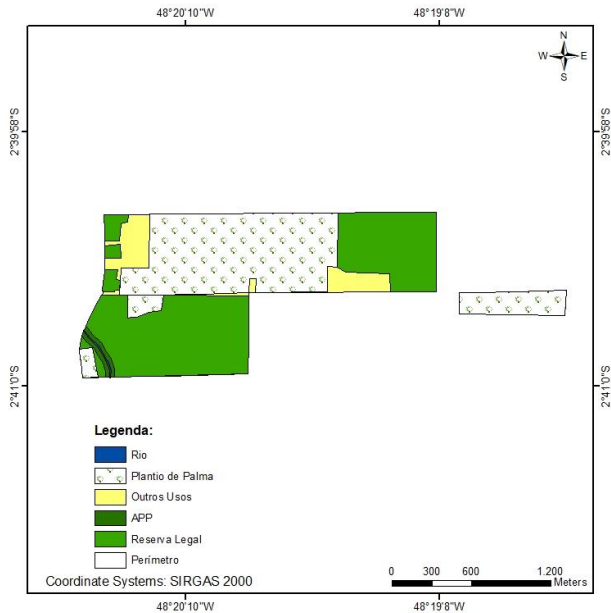 48°20'10"W 48°19'8"W
N
W E
S
2°39'58"S 2°39'58"S
2°41'0"S 2°41'0"S
Legenda:
Rio
Plantio de Palma
Outros Usos
APP
Reserva Legal
Perímetro
Coordinate Systems: SIRGAS 2000
0 300 600 1.200
Meters
48°20'10"W 48°19'8"W